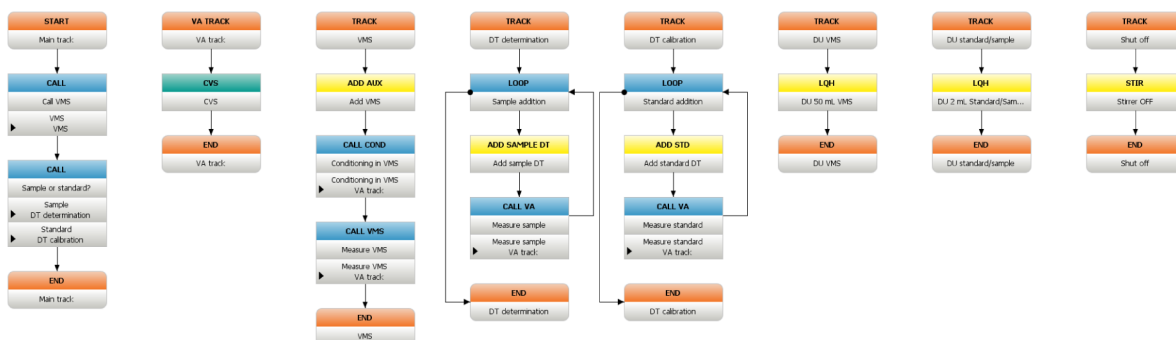 START
Main track
CALL
Call VMS
VMS
VMS
CALL
Sample or standard?
Sample
DT determination
Standard
DT calibration
END
Main track
VA TRACK
VA track
CVS
CVS
END
VA track
TRACK
VMS
ADD AUX
Add VMS
CALL COND
Conditioning in VMS
Conditioning in VMS
VA track
CALL VMS
Measure VMS
Measure VMS
VA track
END
VMS
TRACK
DT determination
LOOP
Sample addition
ADD SAMPLE DT
Add sample DT
CALL VA
Measure sample
Measure sample
VA track
END
DT determination
TRACK
DT calibration
LOOP
Standard addition
ADD STD
Add standard DT
CALL VA
Measure standard
Measure standard
VA track
END
DT calibration
TRACK
DU VMS
LQH
DU 50 mL VMS
END
DU VMS
TRACK
DU standard/sample
LQH
DU 2 mL Standard/Sam...
END
DU standard/sample
TRACK
Shut off
STIR
Stirrer OFF
END
Shut off